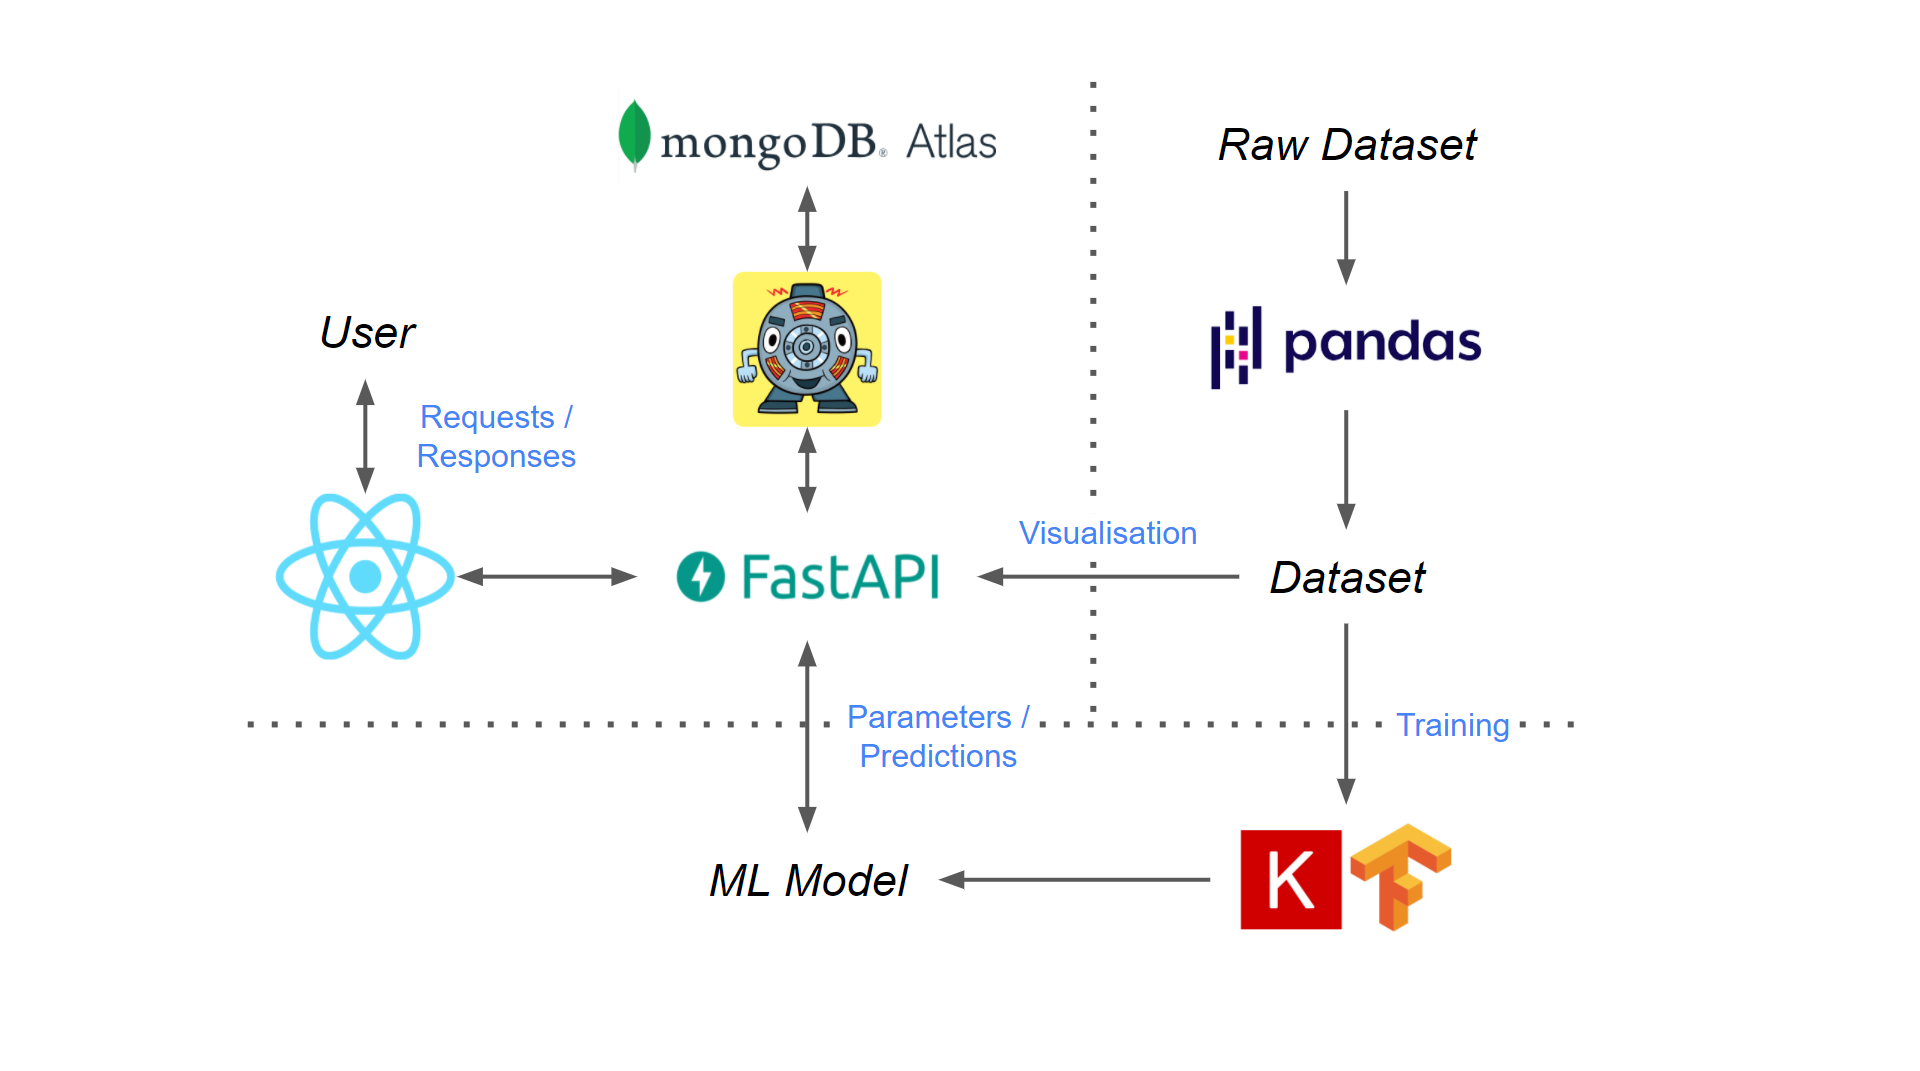 mongoDB® Atlas
Raw Dataset
User
pandas
Requests /
Responses
Visualisation
FastAPI
Dataset
Parameters /
Predictions
Training
ML Model
K